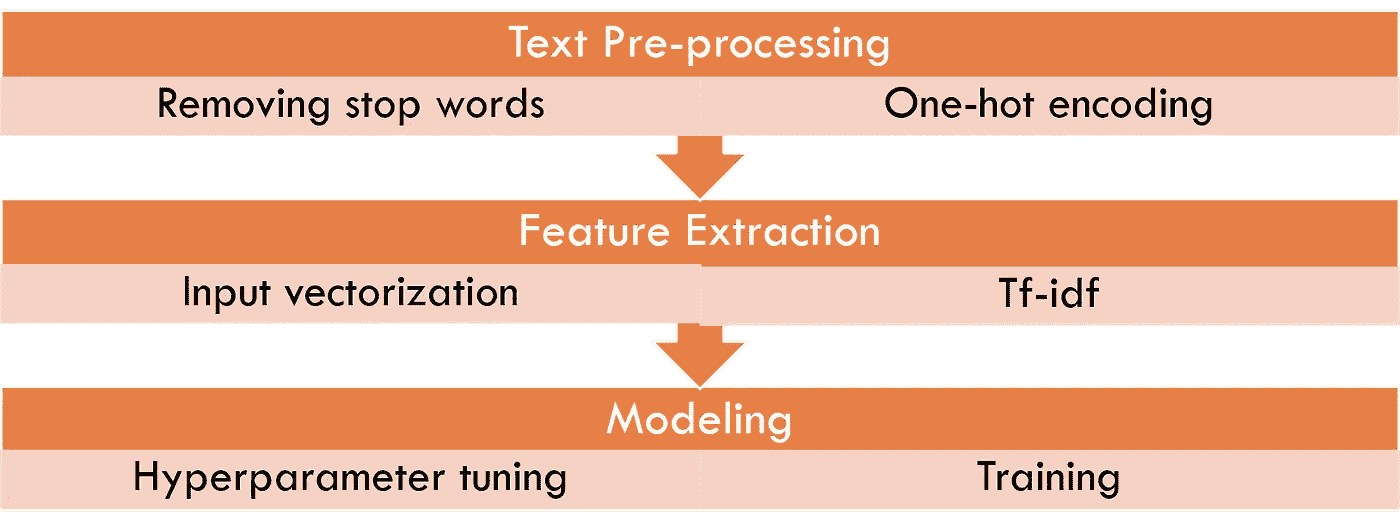 Text Pre-processing
Removing stop words
One-hot encoding
Feature Extraction
Input vectorization
Tf-idf
Modeling
Hyperparameter tuning
Training